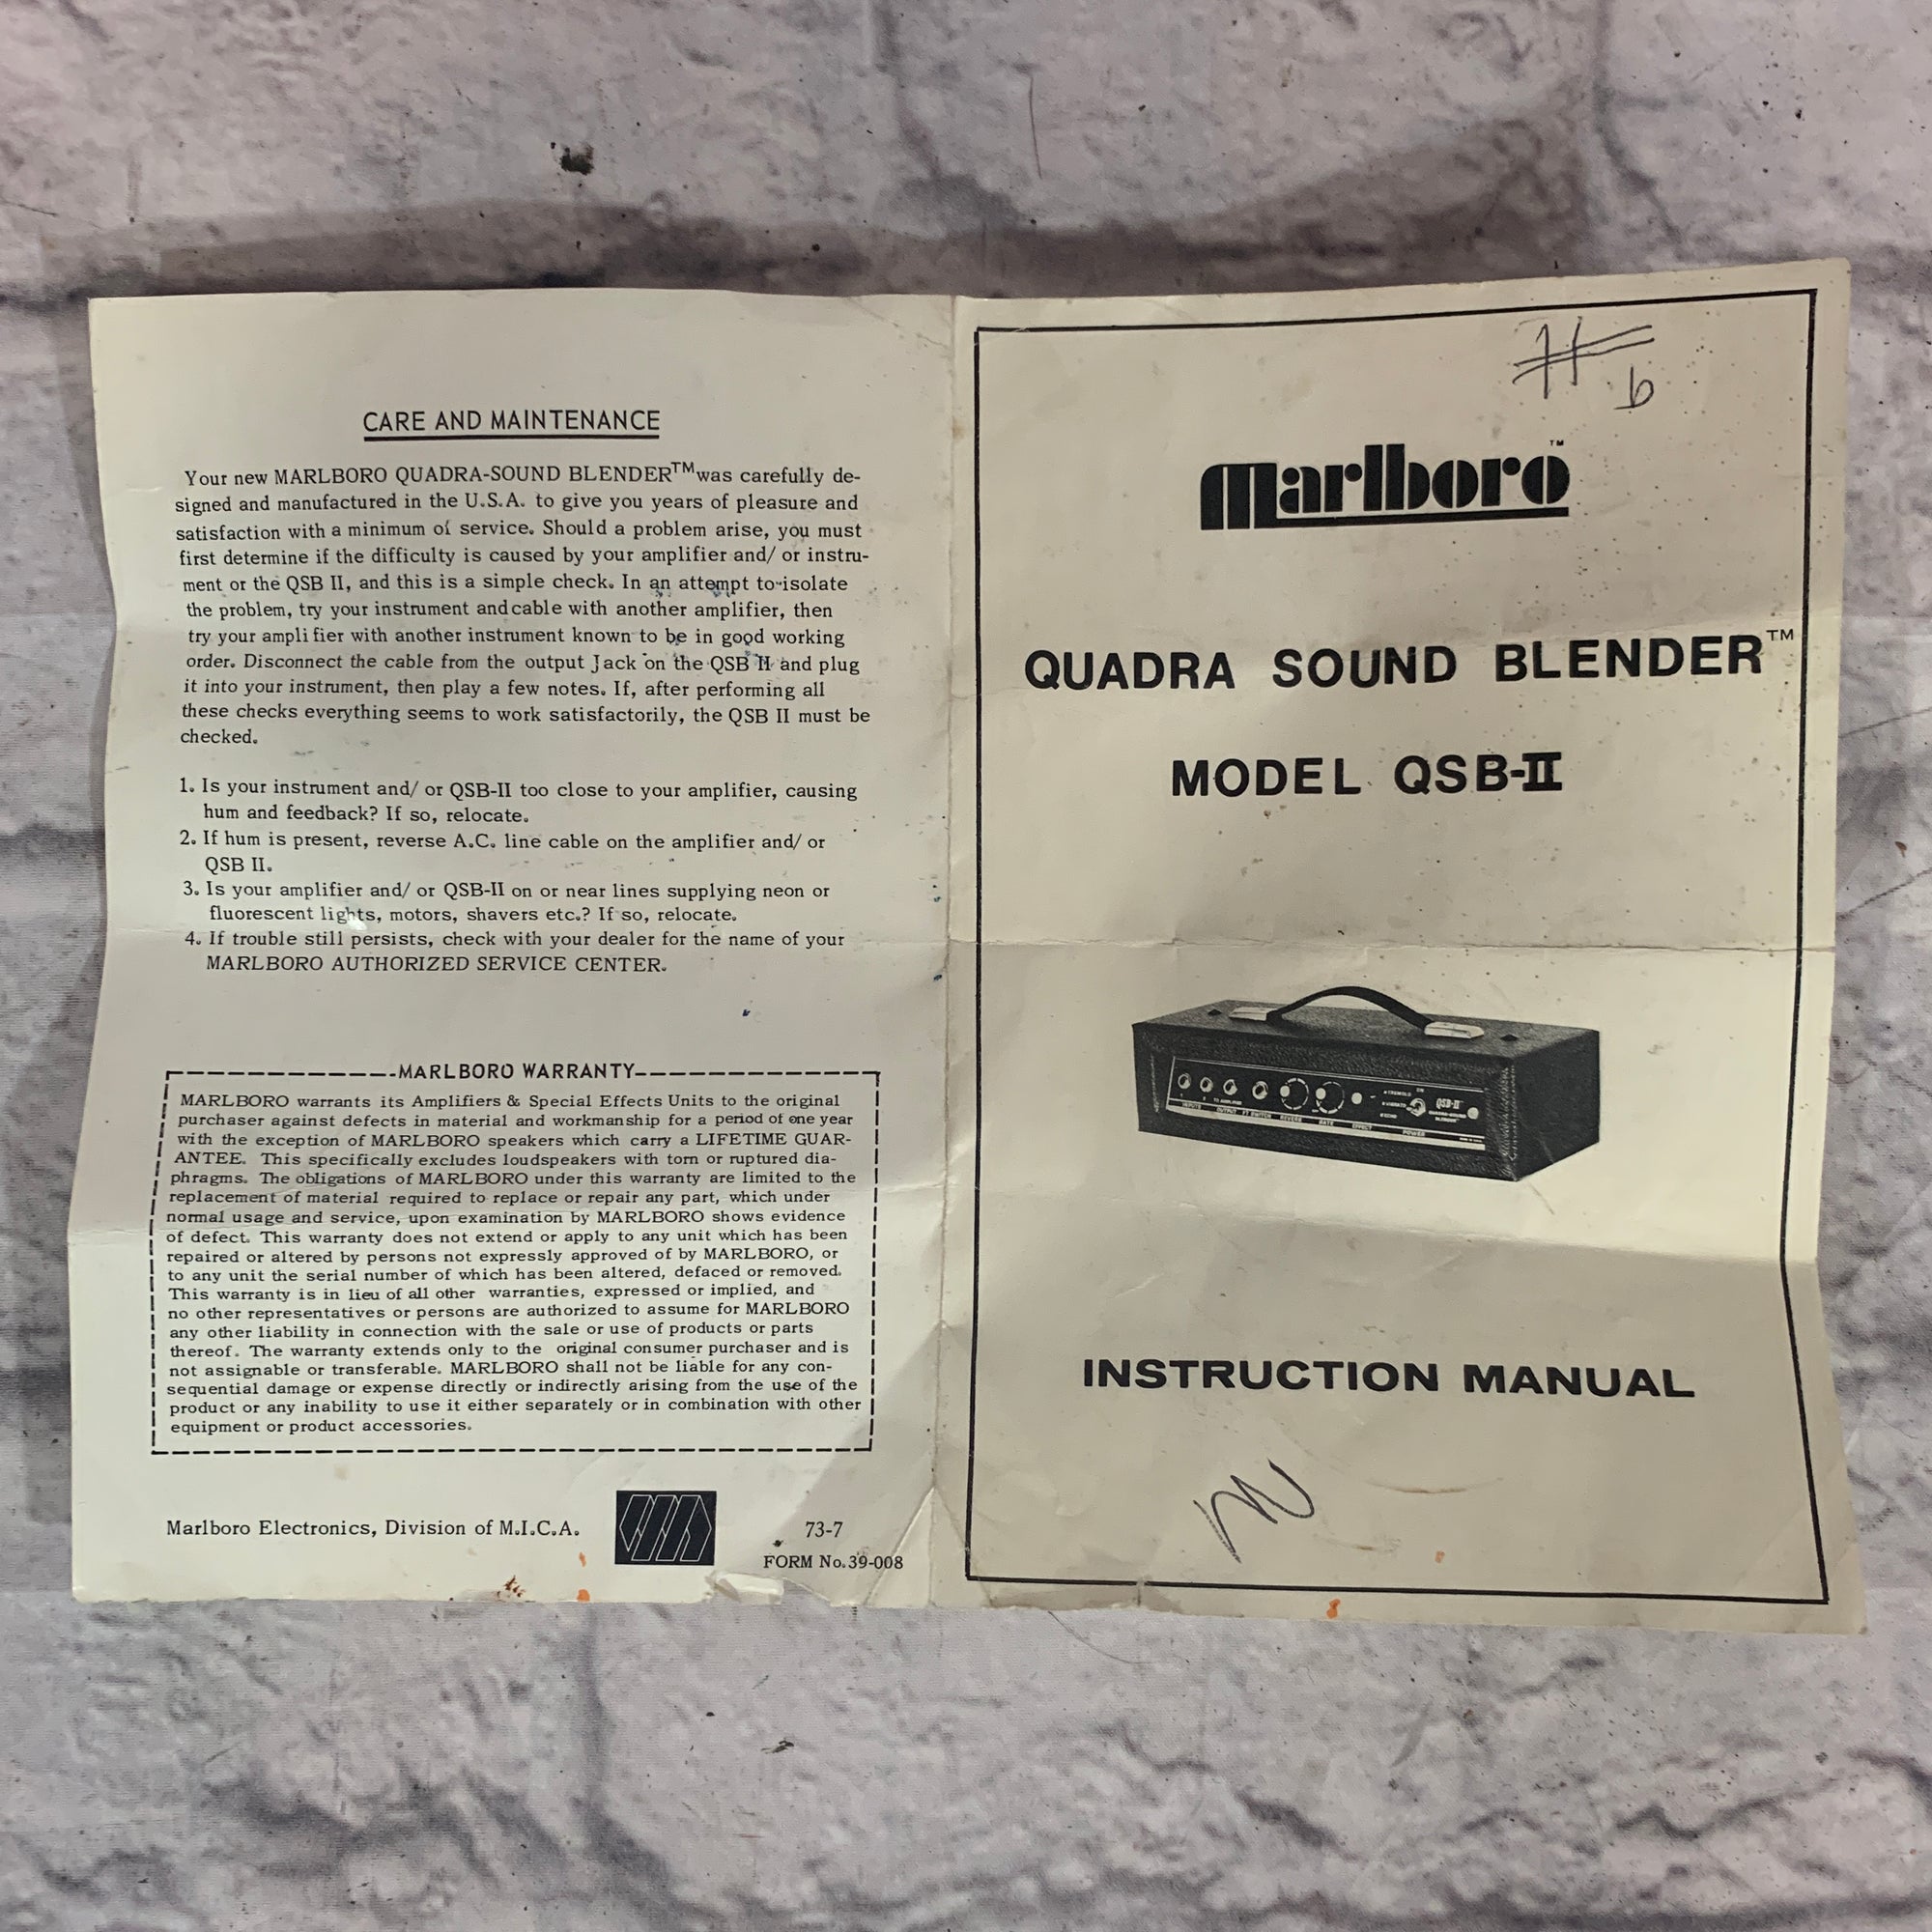 CARE AND MAINTENANCE
Your new MARLBORO QUADRA-SOUND BLENDER™ was carefully de-
signed and manufactured in the U.S.A. to give you years of pleasure and
satisfaction with a minimum of service. Should a problem arise, you must
first determine if the difficulty is caused by your amplifier and/ or instru-
ment or the QSB II, and this is a simple check. In an attempt to isolate
the problem, try your instrument and cable with another amplifier, then
try your ampli fier with another instrument known to be in good working
order. Disconnect the cable from the output Jack on the QSB II and plug
it into your instrument, then play a few notes. If, after performing all
these checks everything seems to work satisfactorily, the QSB II must be
checked.
1. Is your instrument and/ or QSB-II too close to your amplifier, causing
hum and feedback? If so, relocate.
2. If hum is present, reverse A.C. line cable on the amplifier and/ or
QSB II.
3. Is your amplifier and/ or QSB-II on or near lines supplying neon or
fluorescent lights, motors, shavers etc.? If so, relocate.
4. If trouble still persists, check with your dealer for the name of your
MARLBORO AUTHORIZED SERVICE CENTER.
MARLBORO WARRANTY
MARLBORO warrants its Amplifiers & Special Effects Units to the original
purchaser against defects in material and workmanship for a period of one year
with the exception of MARLBORO speakers which carry a LIFETIME GUAR-
ANTEE. This specifically excludes loudspeakers with torn or ruptured dia-
phragms. The obligations of MARLBORO under this warranty are limited to the
replacement of material required to replace or repair any part, which under
normal usage and service, upon examination by MARLBORO shows evidence
of defect. This warranty does not extend or apply to any unit which has been
repaired or altered by persons not expressly approved of by MARLBORO, or
to any unit the serial number of which has been altered, defaced or removed.
This warranty is in lieu of all other warranties, expressed or implied, and
no other representatives or persons are authorized to assume for MARLBORO
any other liability in connection with the sale or use of products or parts
thereof. The warranty extends only to the original consumer purchaser and is
not assignable or transferable. MARLBORO shall not be liable for any con-
sequential damage or expense directly or indirectly arising from the use of the
product or any inability to use it either separately or in combination with other
equipment or product accessories.
Marlboro Electronics, Division of M.I.C.A.
73-7
FORM No. 39-008
# 6
Marlboro™
QUADRA SOUND BLENDER™
MODEL QSB-II
TREMOLO
VIBRATO
ECHO
QSB-II
INPUTS OUTPUT FT SWITCH REVERB RATE EFFECT POWER
INSTRUCTION MANUAL
M